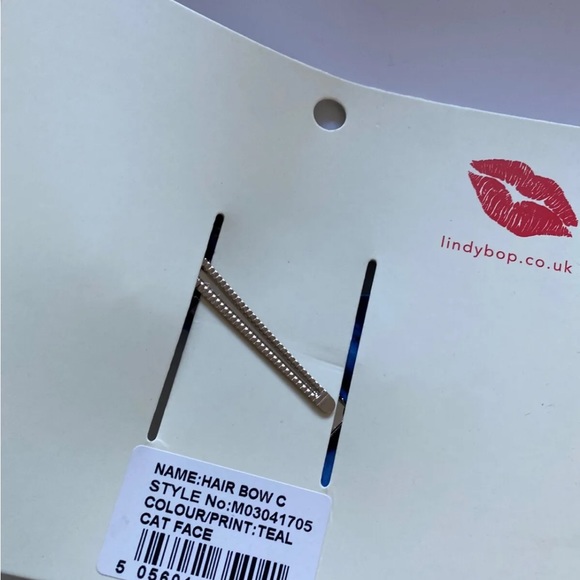 lindybop.co.uk
NAME:HAIR BOW C
STYLE No:M03041705
COLOUR/PRINT:TEAL
CAT FACE